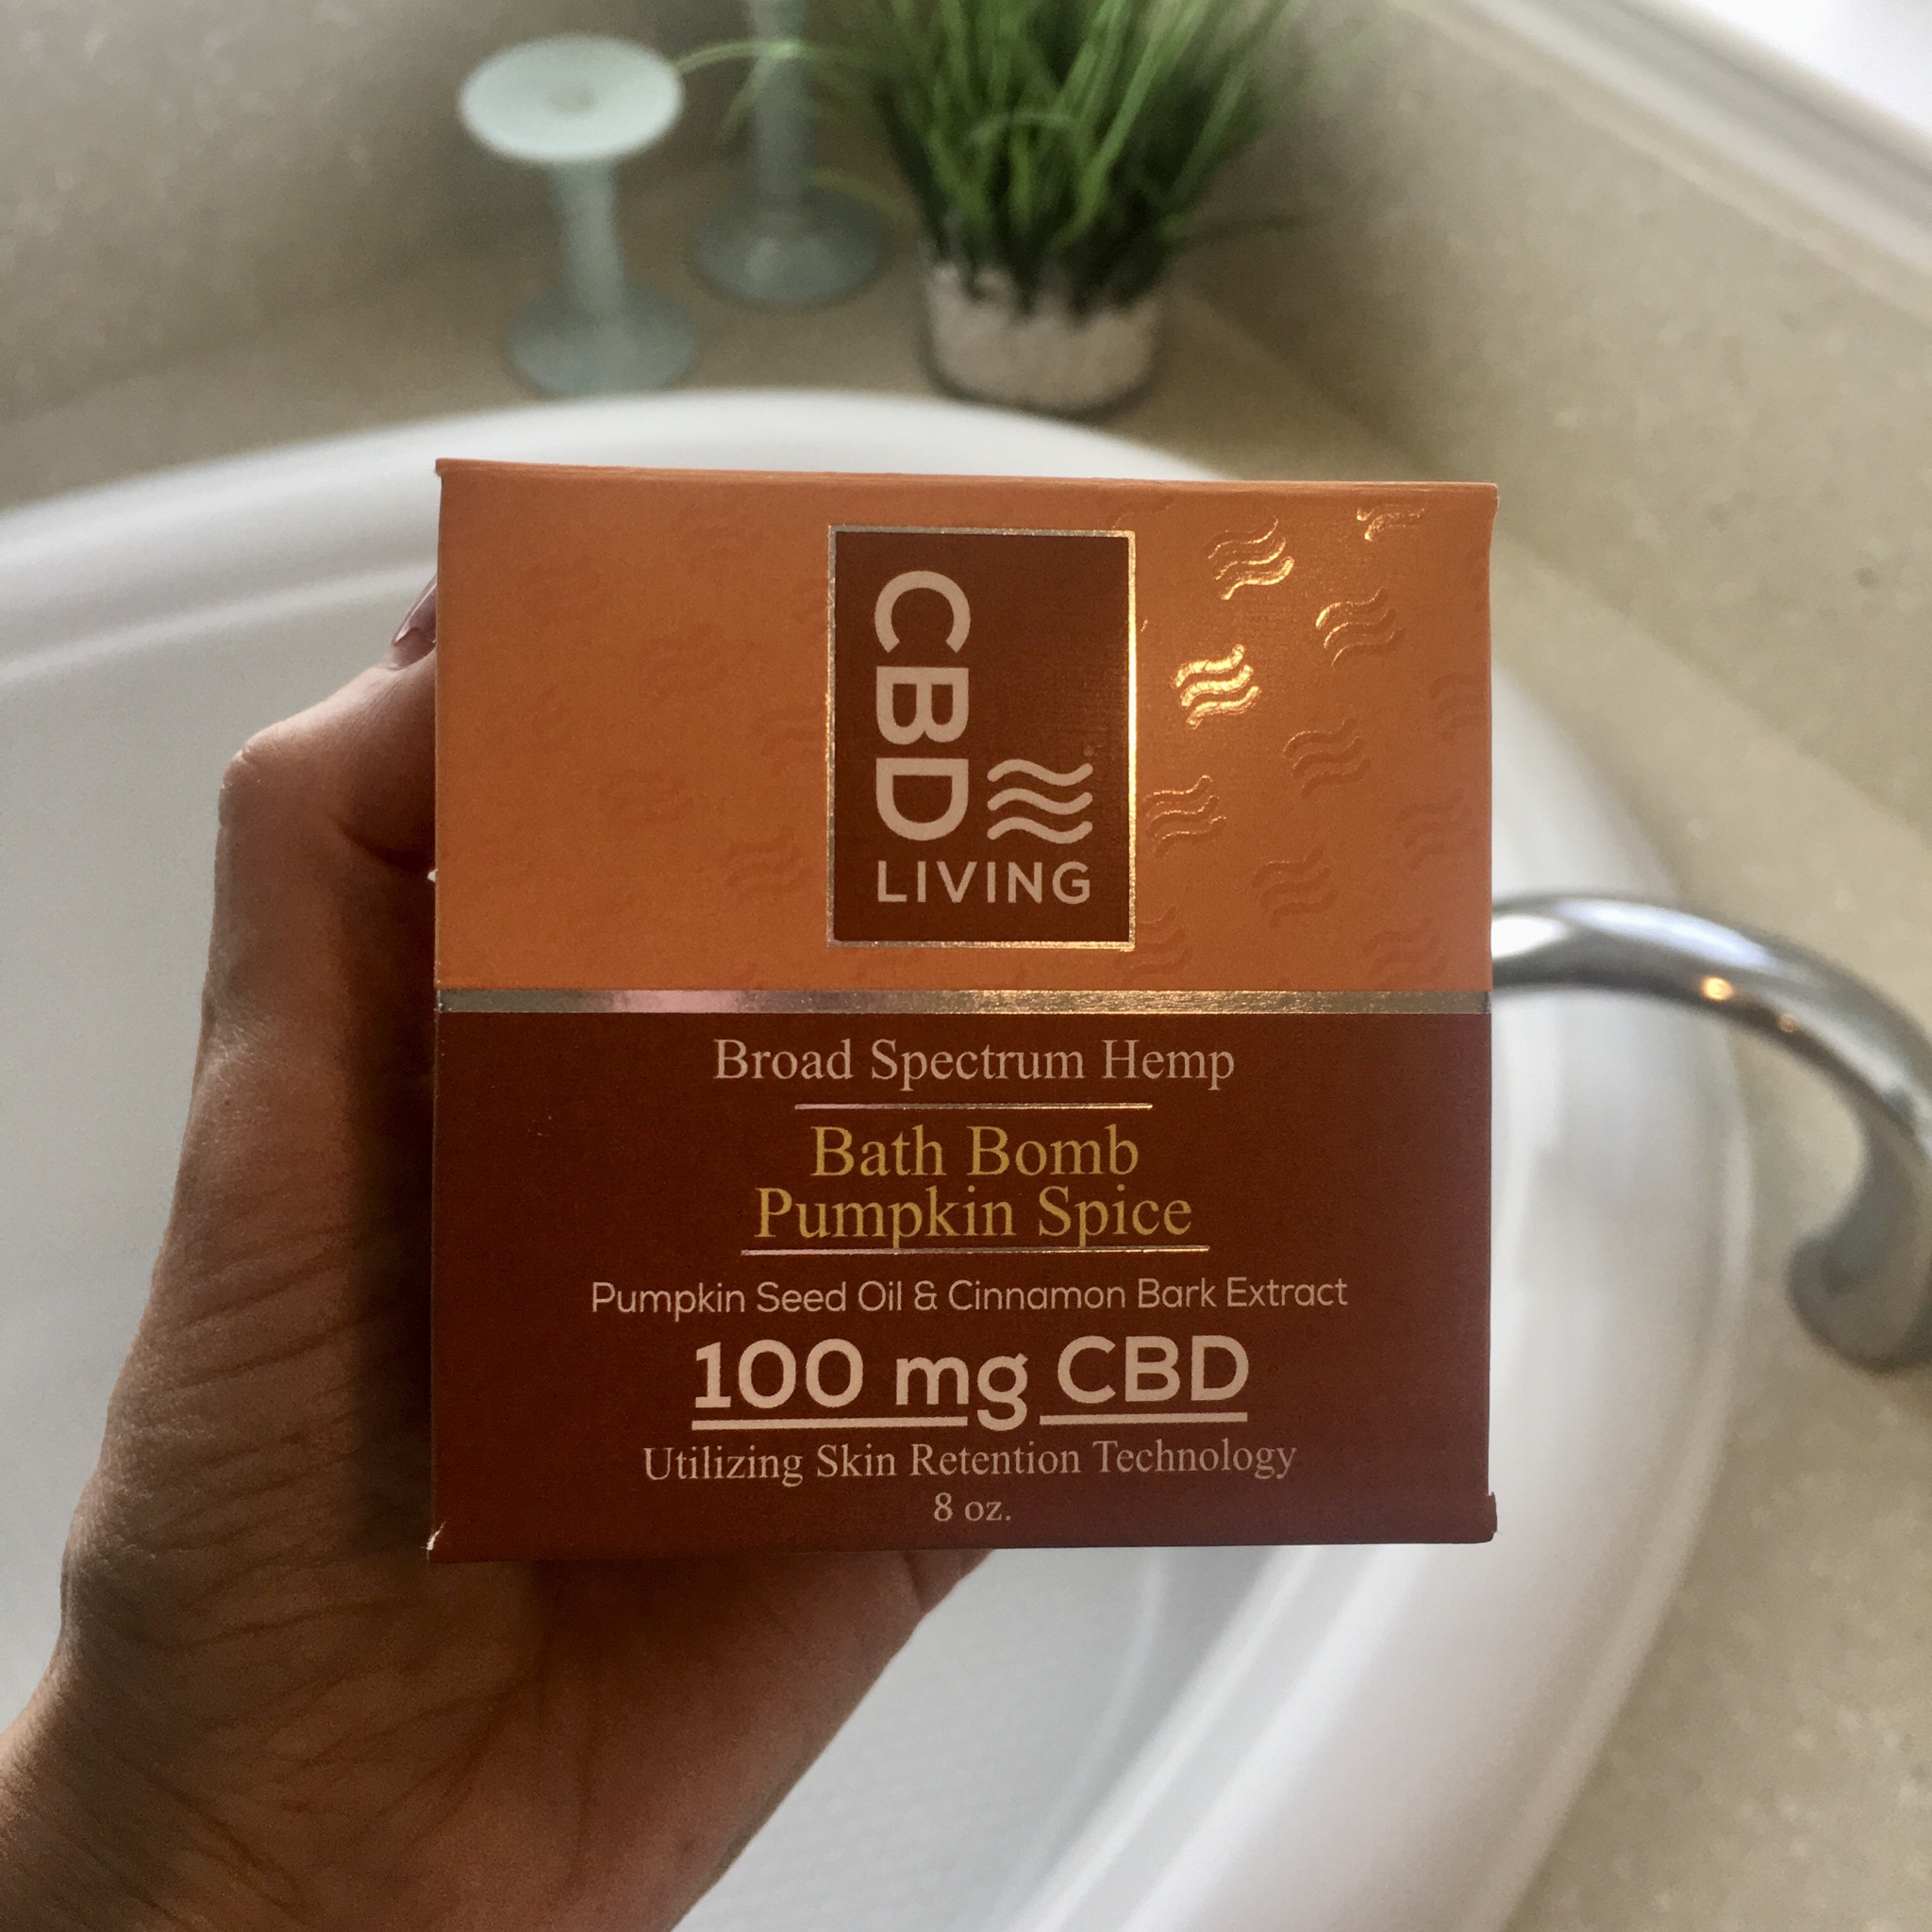 CBD
LIVING
Broad Spectrum Hemp
Bath Bomb
Pumpkin Spice
Pumpkin Seed Oil & Cinnamon Bark Extract
100 mg CBD
Utilizing Skin Retention Technology
8 oz.